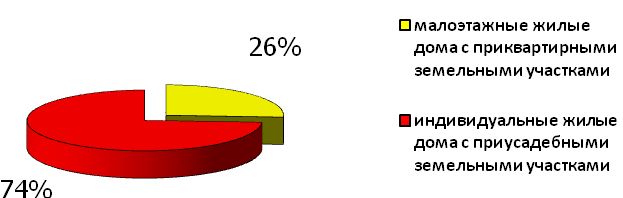 26%
74%
малоэтажные жилые
дома с приквартирными
земельными участками
индивидуальные жилые
дома с приусадебными
земельными участками